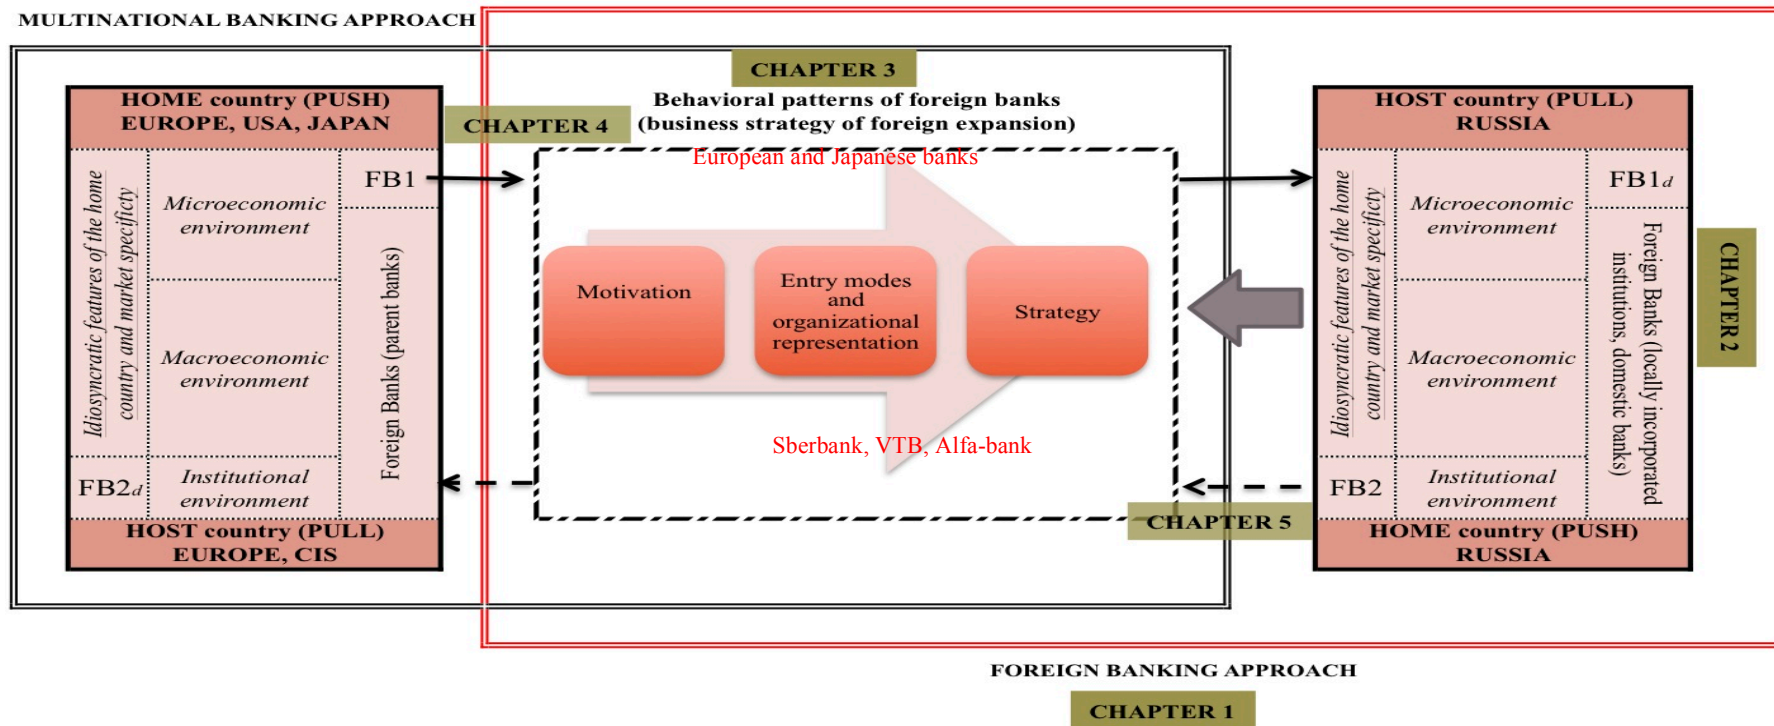 MULTINATIONAL BANKING APPROACH
CHAPTER 3
Behavioral patterns of foreign banks
(business strategy of foreign expansion)
CHAPTER 4
HOME country (PUSH)
EUROPE, USA, JAPAN
Idiosyncratic features of the home
country and market specificty
Microeconomic
environment
Macroeconomic
environment
FB1
Foreign Banks (parent banks)
FB2d
Institutional
environment
HOST country (PULL)
EUROPE, CIS
European and Japanese banks
Motivation
Entry modes
and
organizational
representation
Strategy
Sberbank, VTB, Alfa-bank
HOST country (PULL)
RUSSIA
Idiosyncratic features of the home
country and market specificty
Microeconomic
environment
Macroeconomic
environment
FB1d
Foreign Banks (locally incorporated
institutions, domestic banks)
CHAPTER 2
CHAPTER 5
FB2
Institutional
environment
HOME country (PUSH)
RUSSIA
FOREIGN BANKING APPROACH
CHAPTER 1